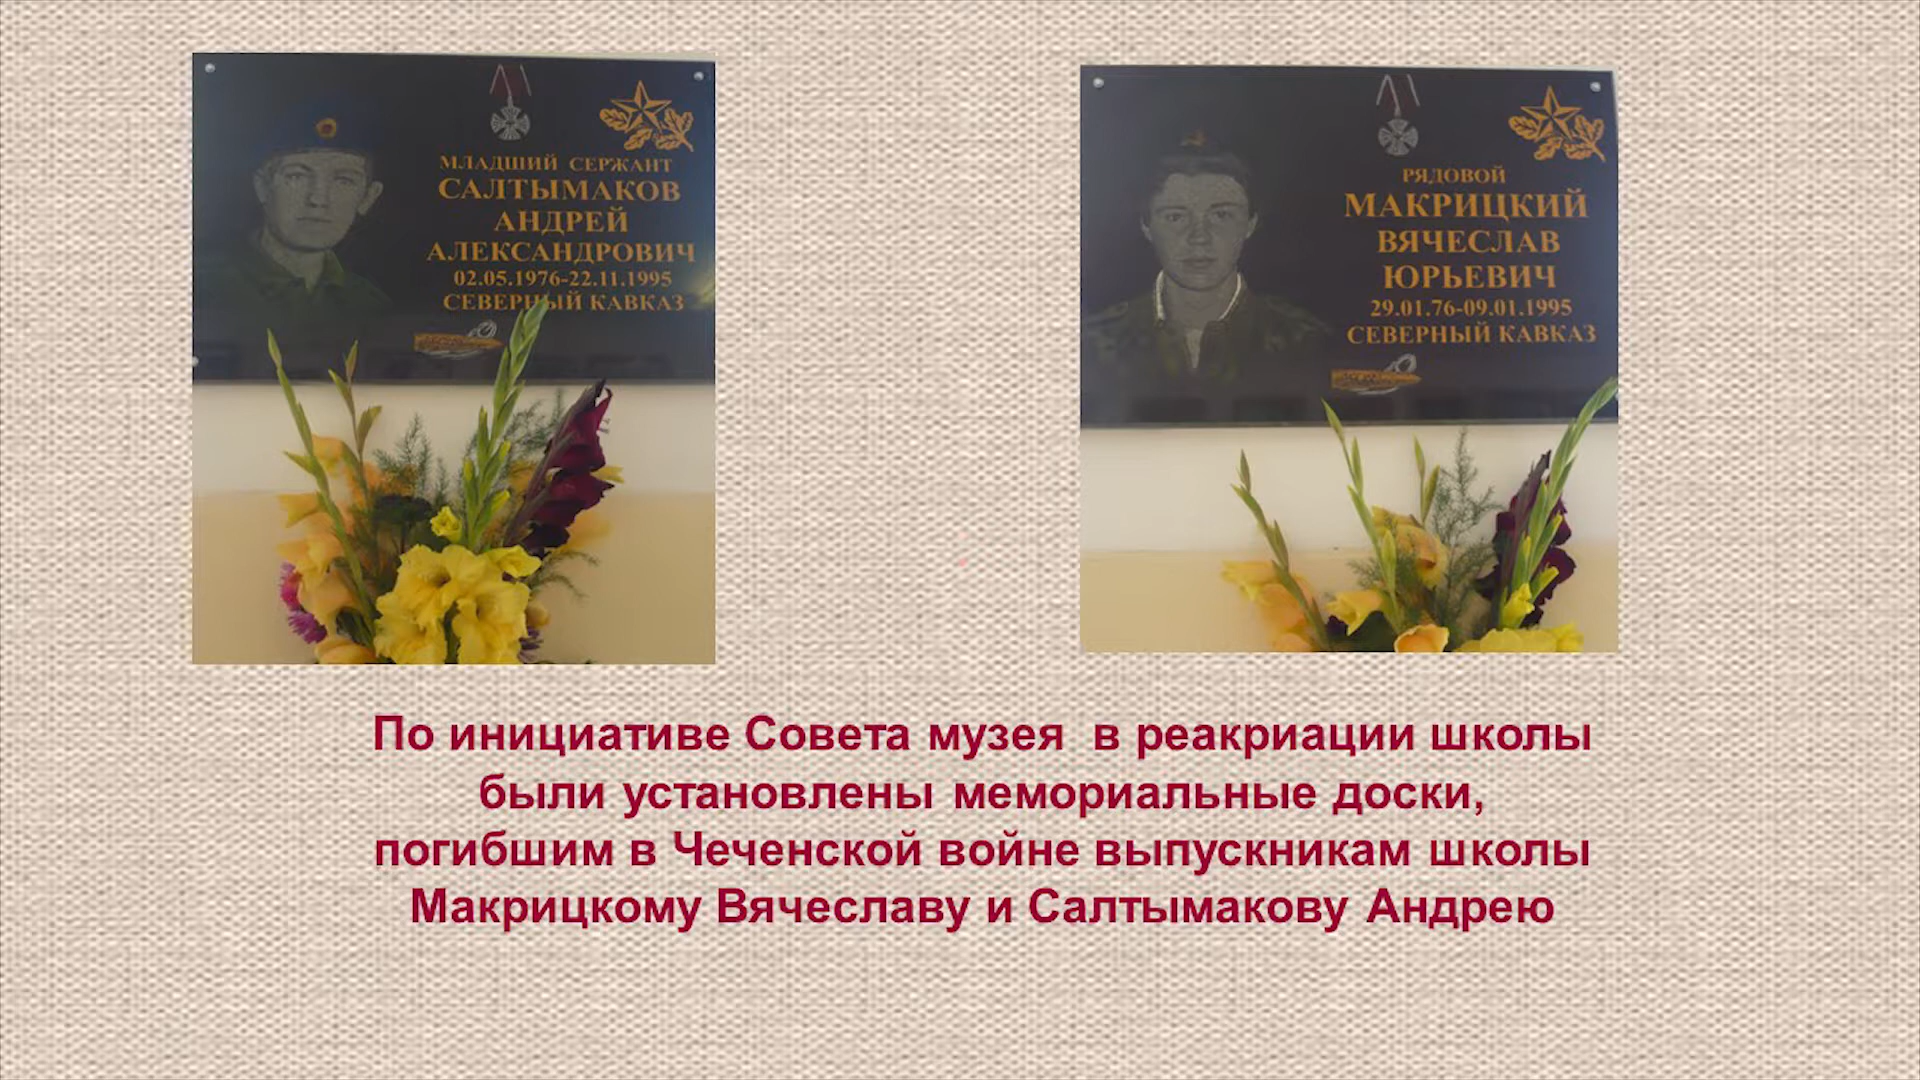 МЛАДШИЙ СЕРЖАНТ
САЛТЫМАКОВ
АНДРЕЙ
АЛЕКСАНДРОВИЧ
02.05.1976-22.11.1995
СЕВЕРНЫЙ КАВКАЗ
РЯДОВОЙ
МАКРИЦКИЙ
ВЯЧЕСЛАВ
ЮРЬЕВИЧ
29.01.76-09.01.1995
СЕВЕРНЫЙ КАВКАЗ
По инициативе Совета музея в реакриации школы
были установлены мемориальные доски,
погибшим в Чеченской войне выпускникам школы
Макрицкому Вячеславу и Салтымакову Андрею